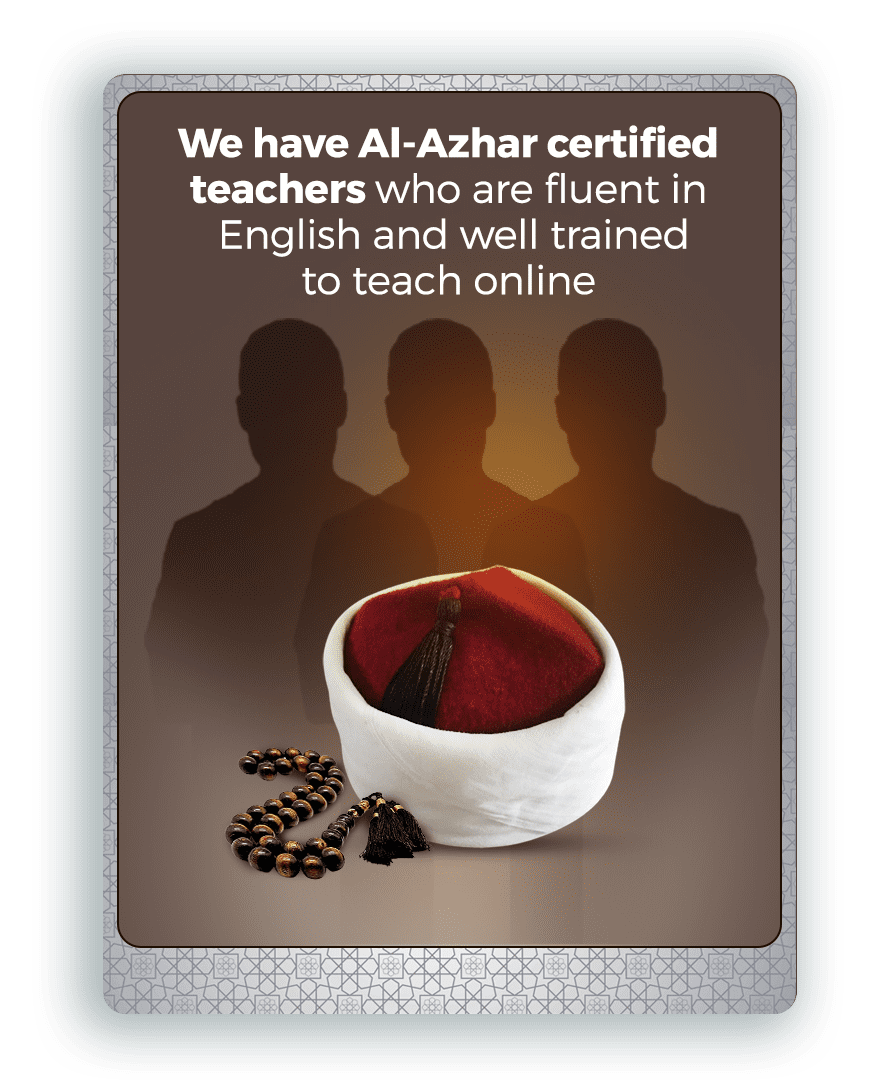 We have Al-Azhar certified
teachers who are fluent in
English and well trained
to teach online